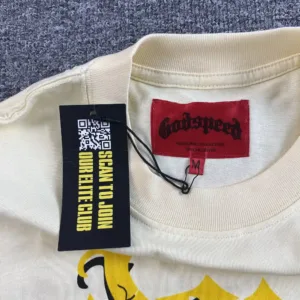 Godspeed
M
SCAN TO JOIN
OUR ELITE CLUB